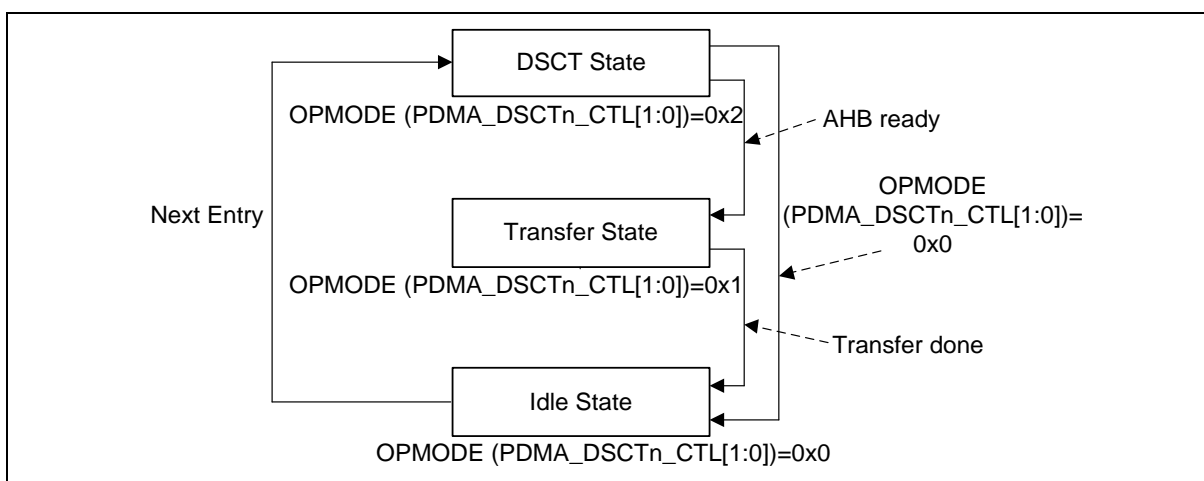 DSCT State
OPMODE (PDMA_DSCTn_CTL[1:0])=0x2
AHB ready
OPMODE
(PDMA_DSCTn_CTL[1:0])=
0x0
Next Entry
Transfer State
OPMODE (PDMA_DSCTn_CTL[1:0])=0x1
Transfer done
Idle State
OPMODE (PDMA_DSCTn_CTL[1:0])=0x0